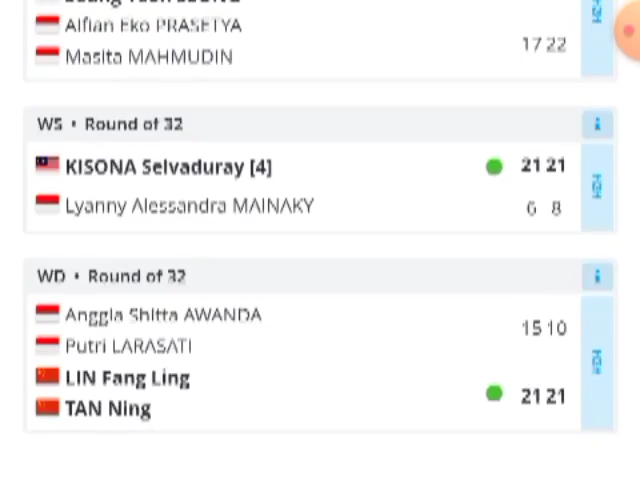 Alfian Eko PRASETYA
17 22
Masita MAHMUDIN
WS • Round of 32
i
KISONA Selvaduray [4]
21 21
H2H
Lyanny Alessandra MAINAKY
6 8
WD • Round of 32
i
Anggia Shitta AWANDA
15 10
Putri LARASATI
H2H
LIN Fang Ling
21 21
TAN Ning